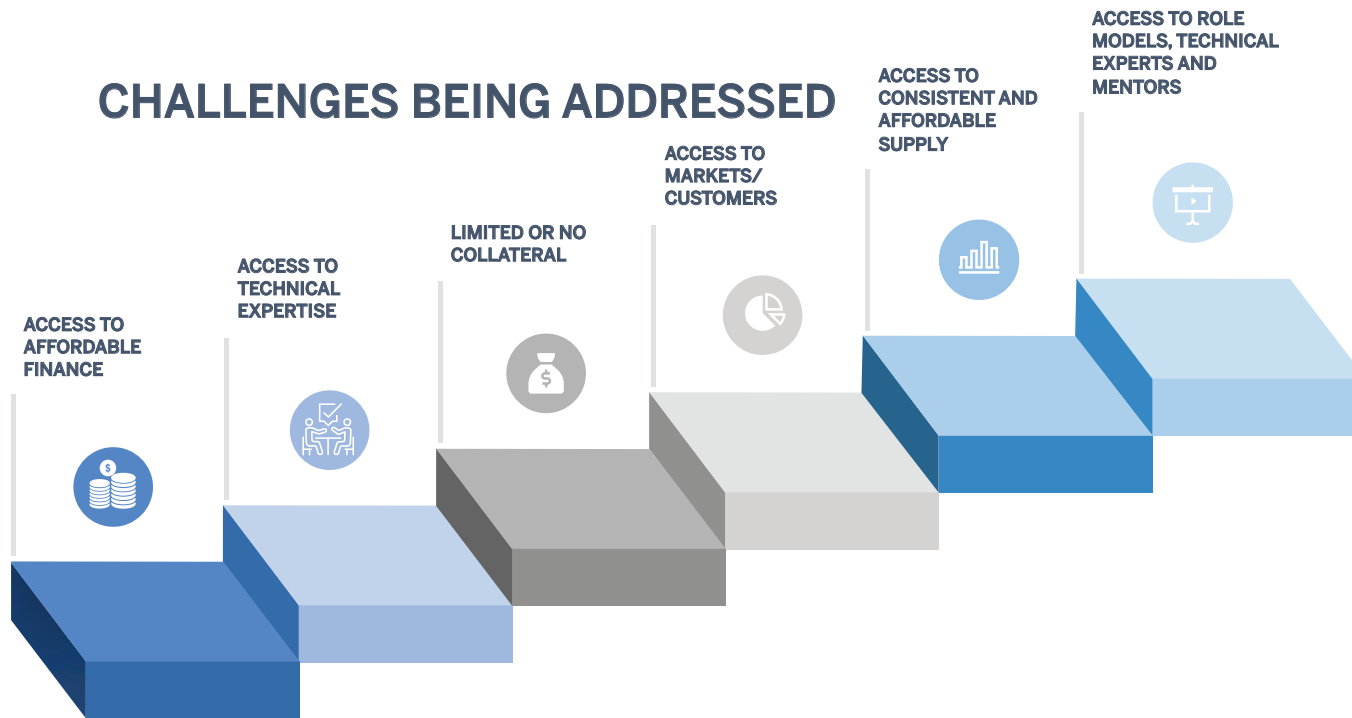 CHALLENGES BEING ADDRESSED
ACCESS TO
AFFORDABLE
FINANCE
$
ACCESS TO
TECHNICAL
EXPERTISE
LIMITED OR NO
COLLATERAL
$
ACCESS TO
MARKETS/
CUSTOMERS
ACCESS TO
CONSISTENT AND
AFFORDABLE
SUPPLY
ACCESS TO ROLE
MODELS, TECHNICAL
EXPERTS AND
MENTORS